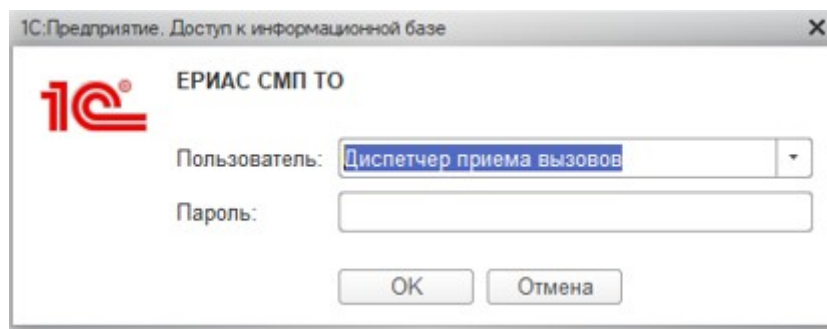 1С:Предприятие. Доступ к информационной базе
1С®
ЕРИАС СМП ТО
Пользователь: Диспетчер приема вызовов
Пароль:
OK Отмена